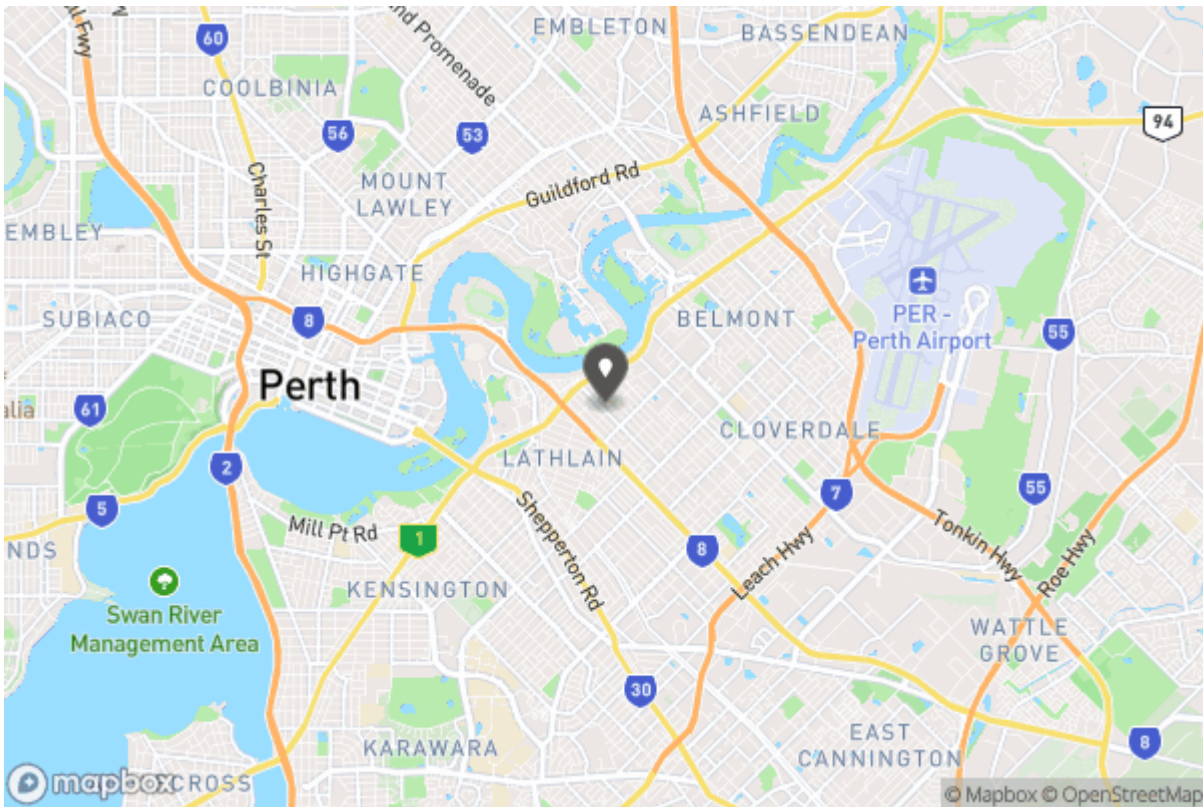 60
EMBLETON
BASSENDEAN
COOLBINIA
56
53
ASHFIELD
94
Charles St
MOUNT
LAWLEY
Guildford Rd
HIGHGATE
SUBIACO
8
BELMONT
PER -
Perth Airport
55
Perth
61
CLOVERDALE
LATHLAIN
2
7
55
5
Mill Pt Rd
1
Shepperton Rd
8
Leach Hwy
Tonkin Hwy
Roe Hwy
KENSINGTON
Swan River
Management Area
WATTLE
GROVE
30
EAST
CANNINGTON
8
KARAWARA
mapbox
© Mapbox © OpenStreetMap